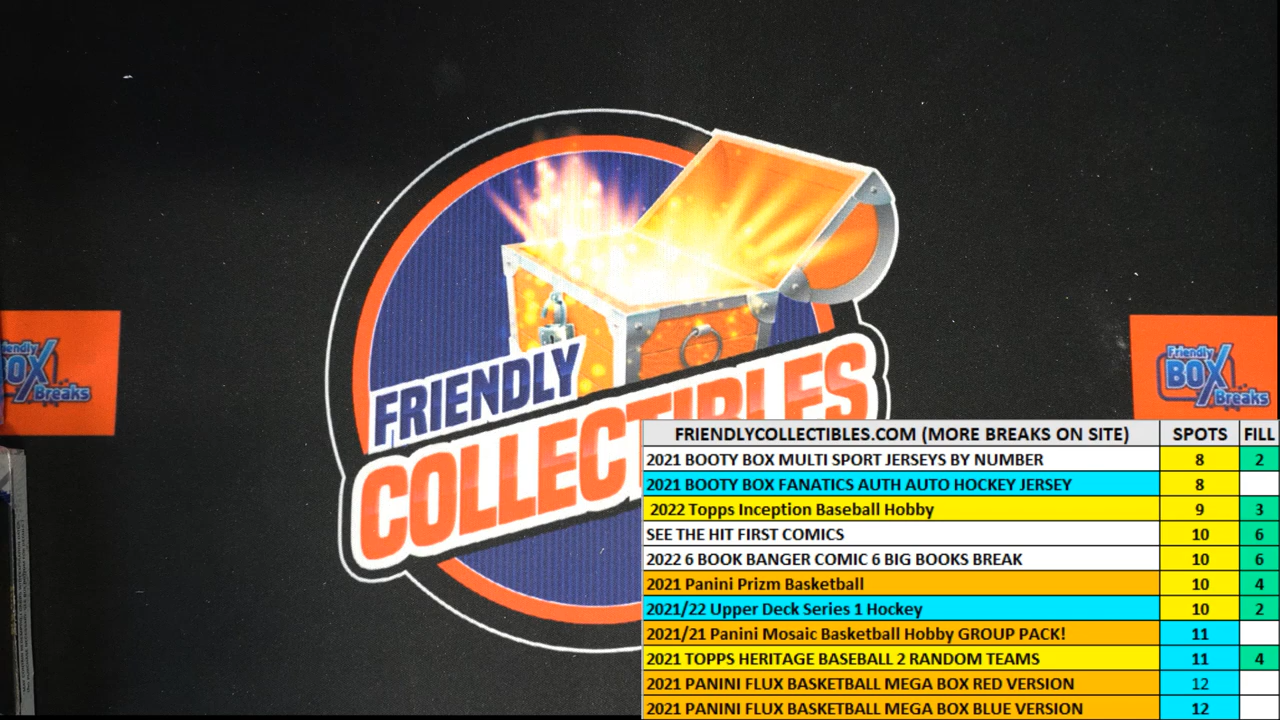 FRIENDLY
COLLECTIBLES
iendly
BOX
Breaks
Friendly
BOX
Breaks
FRIENDLYCOLLECTIBLES.COM (MORE BREAKS ON SITE) SPOTS FILL
2021 BOOTY BOX MULTI SPORT JERSEYS BY NUMBER 8 2
2021 BOOTY BOX FANATICS AUTH AUTO HOCKEY JERSEY 8
2022 Topps Inception Baseball Hobby 9 3
SEE THE HIT FIRST COMICS 10 6
2022 6 BOOK BANGER COMIC 6 BIG BOOKS BREAK 10 6
2021 Panini Prizm Basketball 10 4
2021/22 Upper Deck Series 1 Hockey 10 2
2021/21 Panini Mosaic Basketball Hobby GROUP PACK! 11
2021 TOPPS HERITAGE BASEBALL 2 RANDOM TEAMS 11 4
2021 PANINI FLUX BASKETBALL MEGA BOX RED VERSION 12
2021 PANINI FLUX BASKETBALL MEGA BOX BLUE VERSION 12